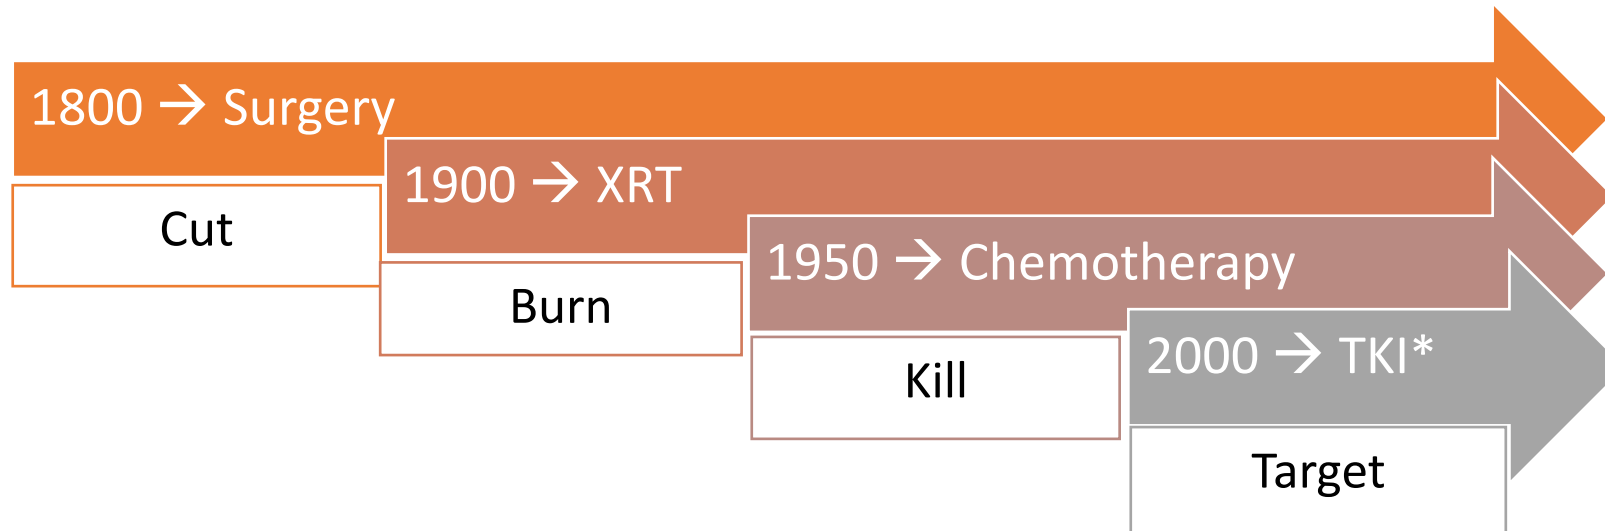 1800 → Surgery
Cut
1900 → XRT
Burn
1950 → Chemotherapy
Kill
2000 → TKI*
Target